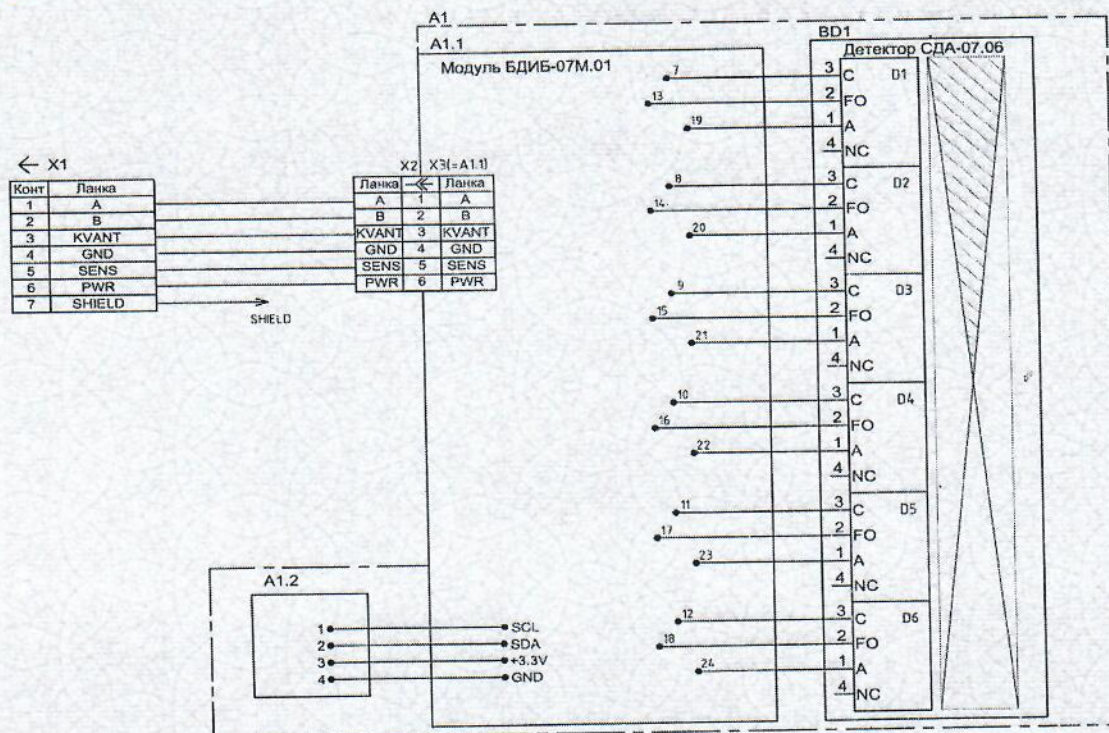 A1
A1.1
Модуль БДИБ-07М.01
BD1
Детектор СДА-07.06
7 3 C D1
13 2 FO
19 1 A
4 NC
8 3 C D2
14 2 FO
20 1 A
4 NC
9 3 C D3
15 2 FO
21 1 A
4 NC
10 3 C D4
16 2 FO
22 1 A
4 NC
11 3 C D5
17 2 FO
23 1 A
4 NC
12 3 C D6
18 2 FO
24 1 A
4 NC
X1
Конт Ланка
1 A
2 B
3 KVANT
4 GND
5 SENS
6 PWR
7 SHIELD
SHIELD
X2 X3(=A1.1)
Ланка Ланка
A 1 A
B 2 B
KVANT 3 KVANT
GND 4 GND
SENS 5 SENS
PWR 6 PWR
A1.2
1 SCL
2 SDA
3 +3.3V
4 GND